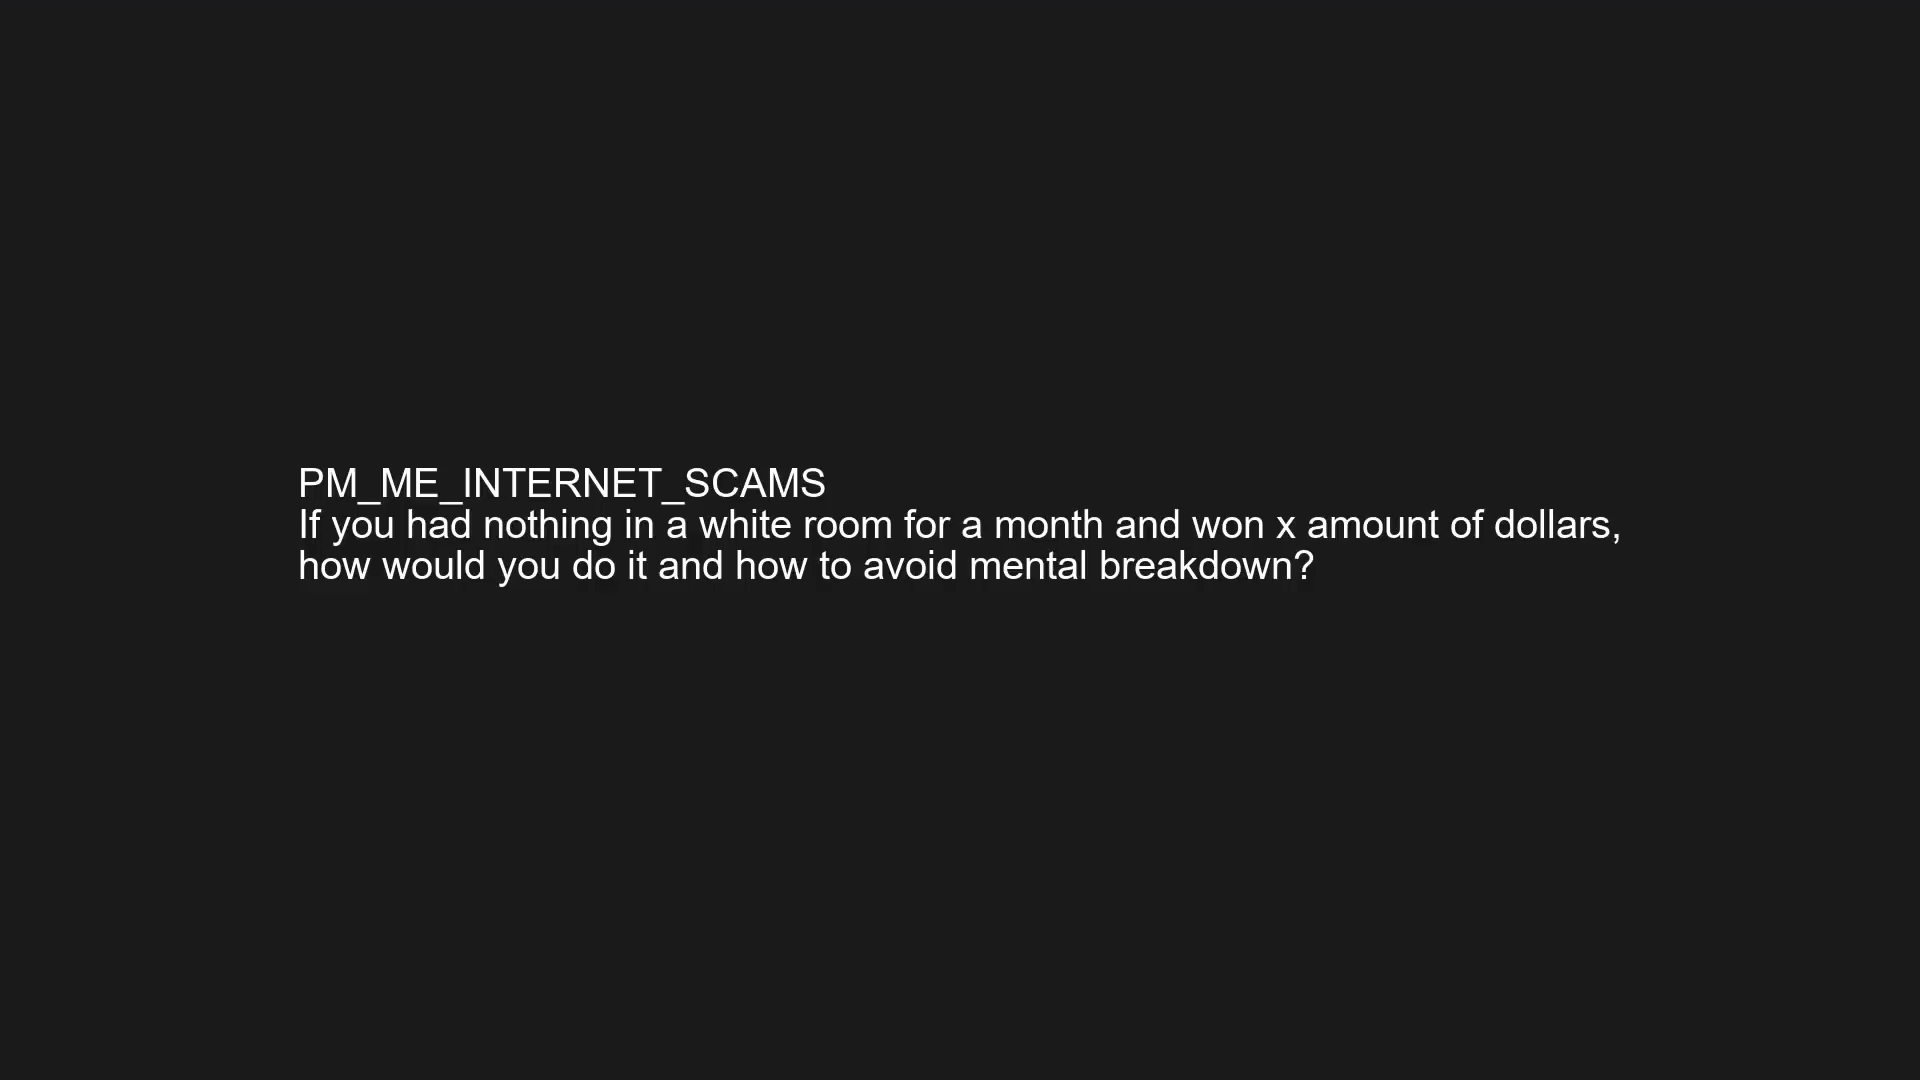 PM_ME_INTERNET_SCAMS
If you had nothing in a white room for a month and won x amount of dollars,
how would you do it and how to avoid mental breakdown?